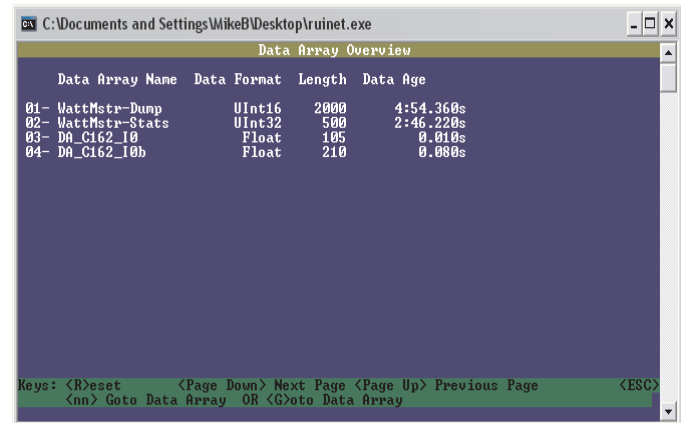 C:\Documents and Settings\MikeB\Desktop\ruinet.exe
Data Array Overview
Data Array Name Data Format Length Data Age
01- WattMstr-Dump UInt16 2000 4:54.360s
02- WattMstr-Stats UInt32 500 2:46.220s
03- DA_C162_I0 Float 105 0.010s
04- DA_C162_I0b Float 210 0.080s
Keys: <R>eset <Page Down> Next Page <Page Up> Previous Page <ESC>
<nn> Goto Data Array OR <G>oto Data Array